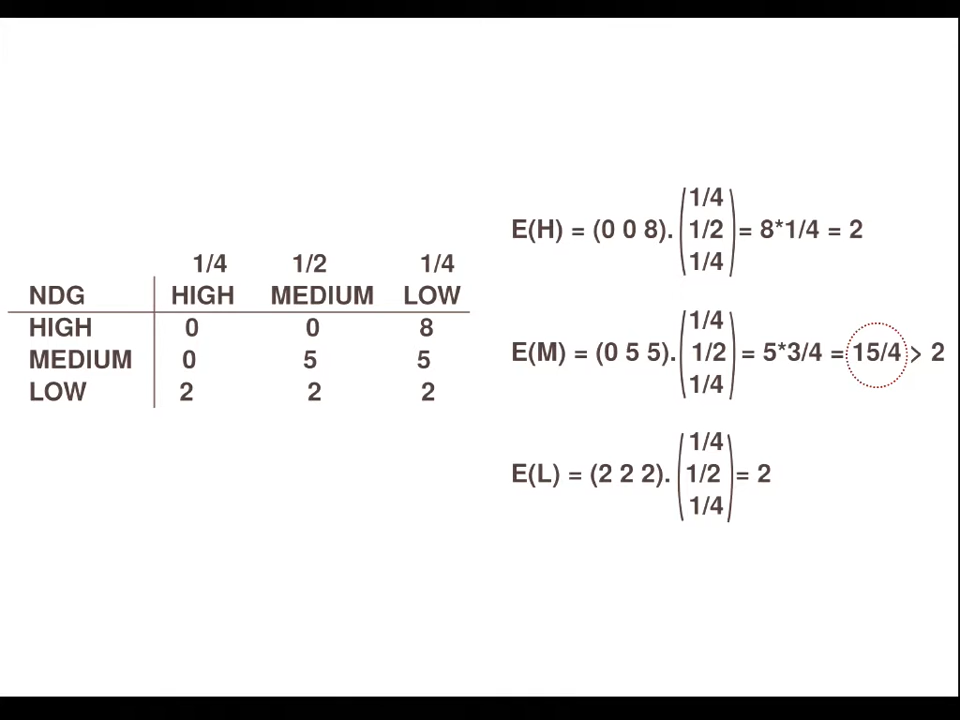 1/4 1/2 1/4
NDG HIGH MEDIUM LOW
HIGH 0 0 8
MEDIUM 0 5 5
LOW 2 2 2
1/4
E(H) = (0 0 8). 1/2 = 8*1/4 = 2
1/4
1/4
E(M) = (0 5 5). 1/2 = 5*3/4 = 15/4 > 2
1/4
1/4
E(L) = (2 2 2). 1/2 = 2
1/4